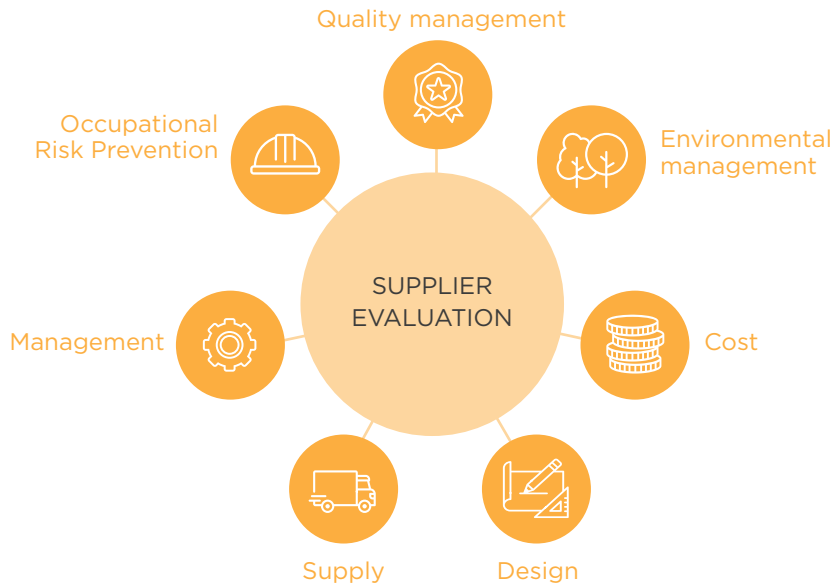 Quality management
Occupational
Risk Prevention
Environmental
management
SUPPLIER
EVALUATION
Management
Cost
Supply
Design